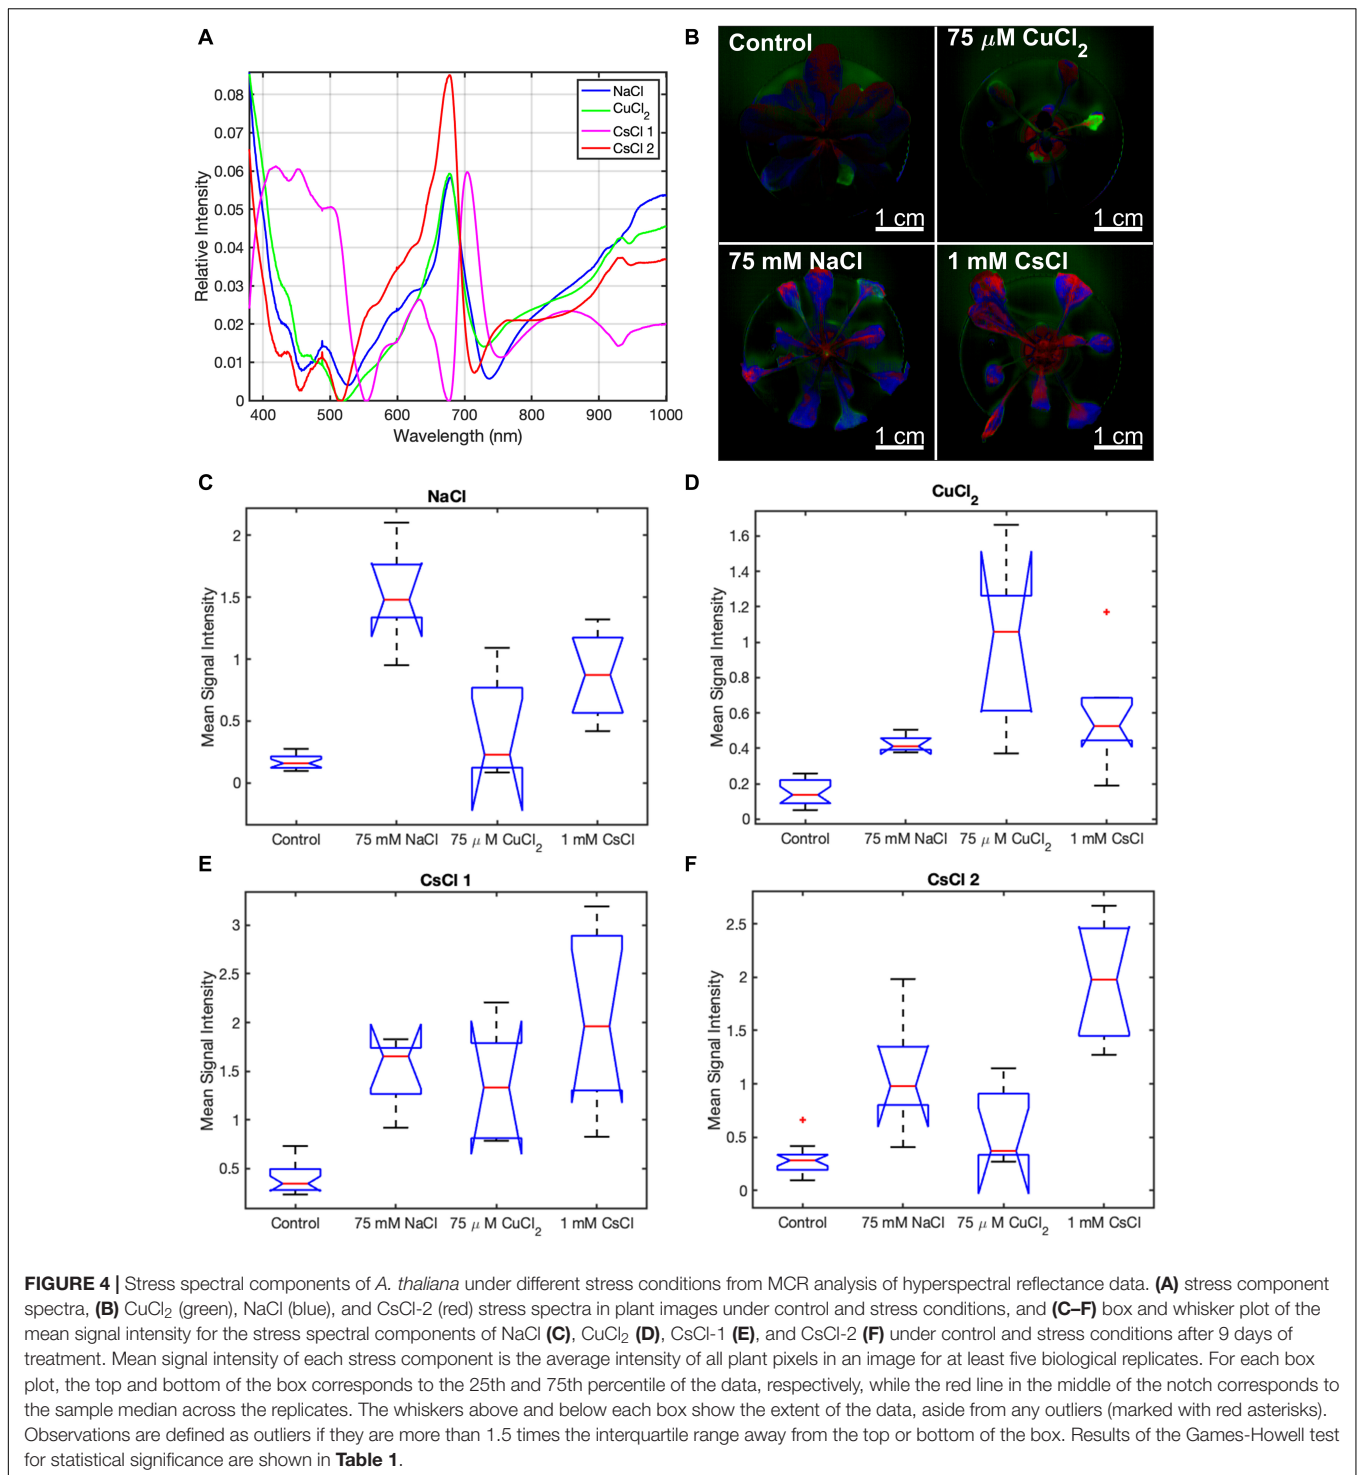 A
0.08
0.07
0.06
0.05
0.04
0.03
0.02
0.01
0
Relative Intensity
400 500 600 700 800 900 1000
Wavelength (nm)
NaCl
CuCl2
CsCl 1
CsCl 2
B
Control
1 cm
75 μM CuCl2
1 cm
75 mM NaCl
1 cm
1 mM CsCl
1 cm
C
NaCl
2
1.5
1
0.5
0
Mean Signal Intensity
Control 75 mM NaCl 75 μ M CuCl2 1 mM CsCl
D
CuCl2
1.6
1.4
1.2
1
0.8
0.6
0.4
0.2
0
Mean Signal Intensity
Control 75 mM NaCl 75 μ M CuCl2 1 mM CsCl
E
CsCl 1
3
2.5
2
1.5
1
0.5
Mean Signal Intensity
Control 75 mM NaCl 75 μ M CuCl2 1 mM CsCl
F
CsCl 2
2.5
2
1.5
1
0.5
0
Mean Signal Intensity
Control 75 mM NaCl 75 μ M CuCl2 1 mM CsCl
FIGURE 4 | Stress spectral components of A. thaliana under different stress conditions from MCR analysis of hyperspectral reflectance data. (A) stress component
spectra, (B) CuCl2 (green), NaCl (blue), and CsCl-2 (red) stress spectra in plant images under control and stress conditions, and (C–F) box and whisker plot of the
mean signal intensity for the stress spectral components of NaCl (C), CuCl2 (D), CsCl-1 (E), and CsCl-2 (F) under control and stress conditions after 9 days of
treatment. Mean signal intensity of each stress component is the average intensity of all plant pixels in an image for at least five biological replicates. For each box
plot, the top and bottom of the box corresponds to the 25th and 75th percentile of the data, respectively, while the red line in the middle of the notch corresponds to
the sample median across the replicates. The whiskers above and below each box show the extent of the data, aside from any outliers (marked with red asterisks).
Observations are defined as outliers if they are more than 1.5 times the interquartile range away from the top or bottom of the box. Results of the Games-Howell test
for statistical significance are shown in Table 1.